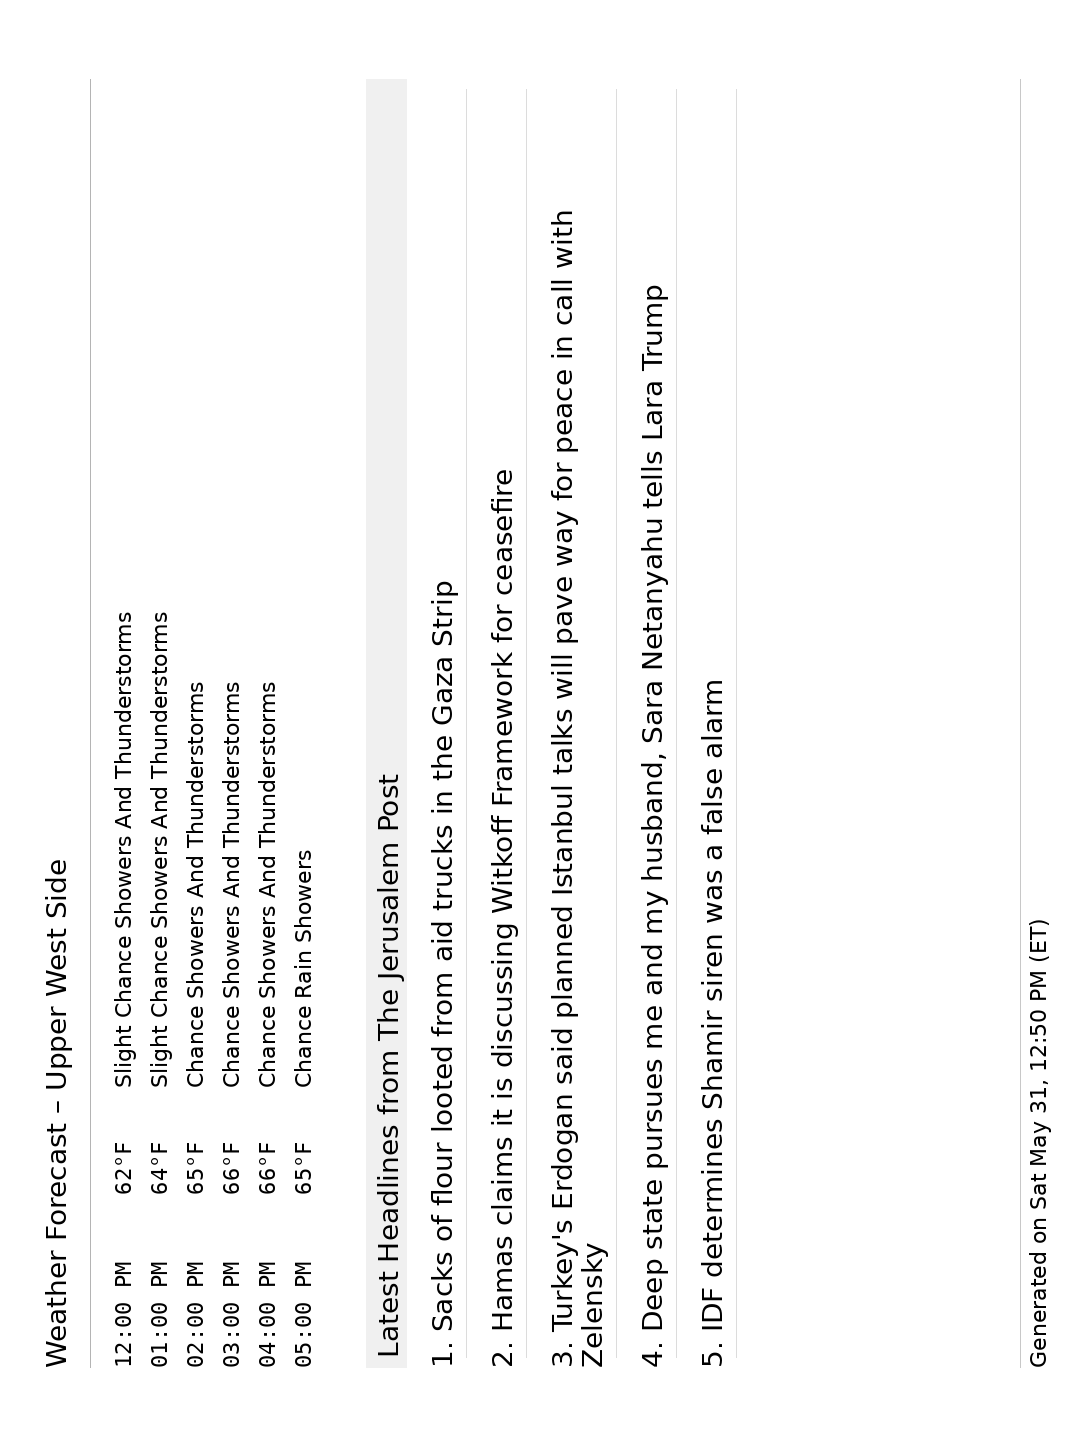 Weather Forecast – Upper West Side
12:00 PM 62°F Slight Chance Showers And Thunderstorms
01:00 PM 64°F Slight Chance Showers And Thunderstorms
02:00 PM 65°F Chance Showers And Thunderstorms
03:00 PM 66°F Chance Showers And Thunderstorms
04:00 PM 66°F Chance Showers And Thunderstorms
05:00 PM 65°F Chance Rain Showers
Latest Headlines from The Jerusalem Post
1. Sacks of flour looted from aid trucks in the Gaza Strip
2. Hamas claims it is discussing Witkoff Framework for ceasefire
3. Turkey's Erdogan said planned Istanbul talks will pave way for peace in call with
Zelensky
4. Deep state pursues me and my husband, Sara Netanyahu tells Lara Trump
5. IDF determines Shamir siren was a false alarm
Generated on Sat May 31, 12:50 PM (ET)